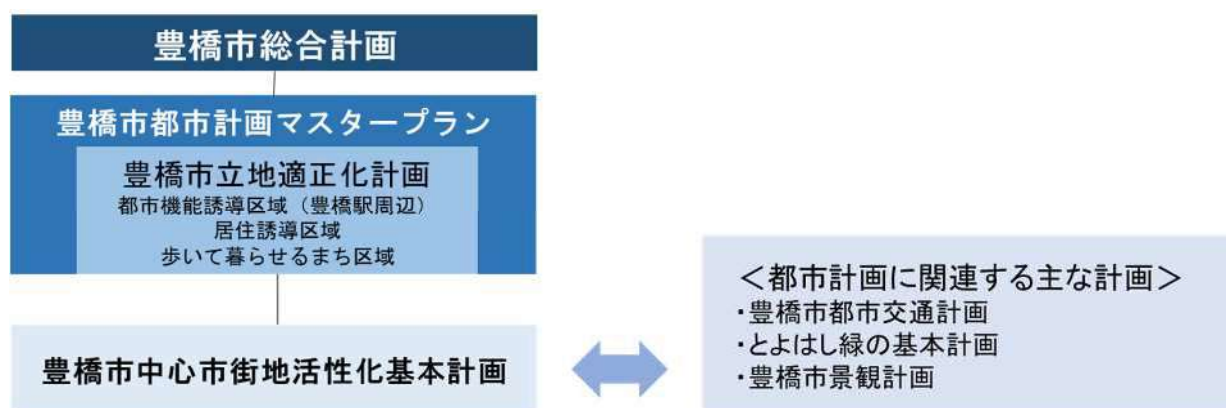 豊橋市総合計画
豊橋市都市計画マスタープラン
豊橋市立地適正化計画
都市機能誘導区域（豊橋駅周辺）
居住誘導区域
歩いて暮らせるまち区域
豊橋市中心市街地活性化基本計画
＜都市計画に関連する主な計画＞
・豊橋市都市交通計画
・とよはし緑の基本計画
・豊橋市景観計画